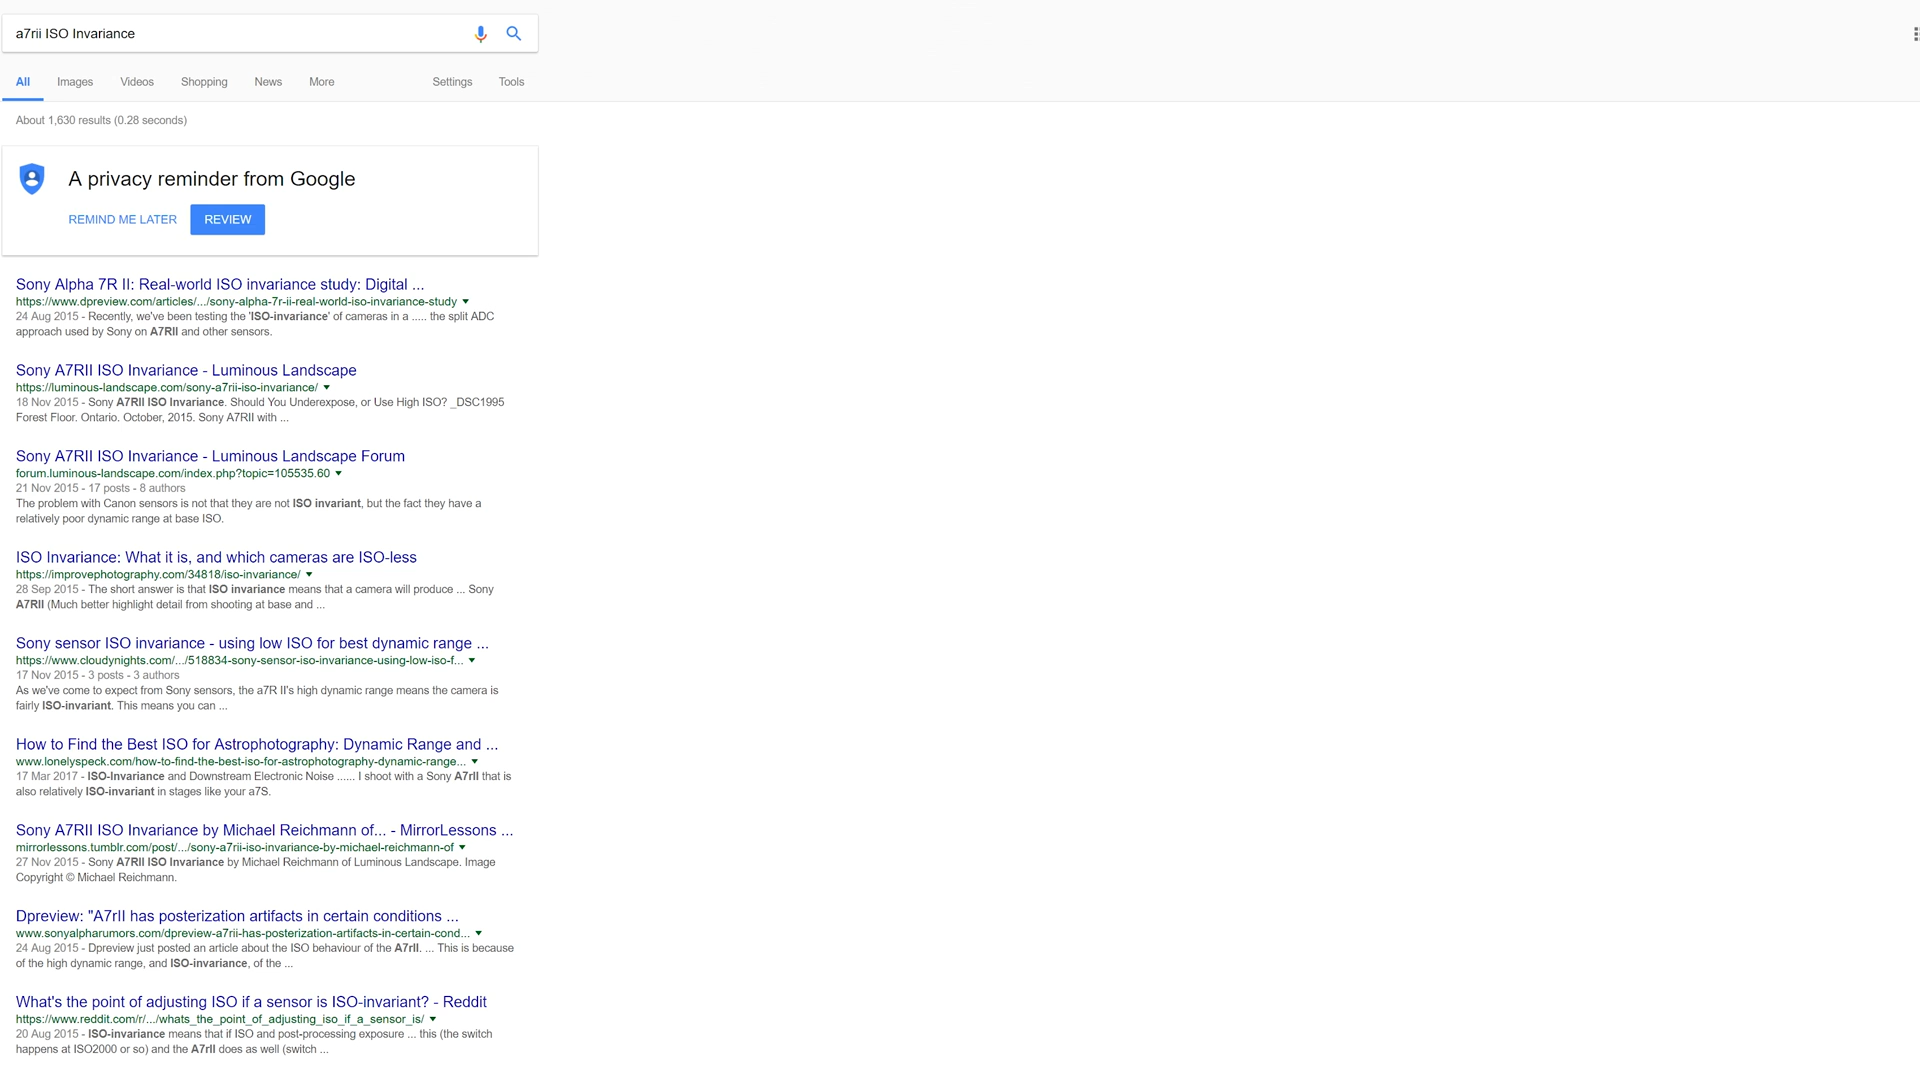 a7rii ISO Invariance
All Images Videos Shopping News More Settings Tools
About 1,630 results (0.28 seconds)
A privacy reminder from Google
REMIND ME LATER REVIEW
Sony Alpha 7R II: Real-world ISO invariance study: Digital ...
https://www.dpreview.com/articles/.../sony-alpha-7r-ii-real-world-iso-invariance-study
24 Aug 2015 - Recently, we've been testing the 'ISO-invariance' of cameras in a ..... the split ADC
approach used by Sony on A7RII and other sensors.
Sony A7RII ISO Invariance - Luminous Landscape
https://luminous-landscape.com/sony-a7rii-iso-invariance/
18 Nov 2015 - Sony A7RII ISO Invariance. Should You Underexpose, or Use High ISO? _DSC1995
Forest Floor. Ontario. October, 2015. Sony A7RII with ...
Sony A7RII ISO Invariance - Luminous Landscape Forum
forum.luminous-landscape.com/index.php?topic=105535.60
21 Nov 2015 - 17 posts - 8 authors
The problem with Canon sensors is not that they are not ISO invariant, but the fact they have a
relatively poor dynamic range at base ISO.
ISO Invariance: What it is, and which cameras are ISO-less
https://improvephotography.com/34818/iso-invariance/
28 Sep 2015 - The short answer is that ISO invariance means that a camera will produce ... Sony
A7RII (Much better highlight detail from shooting at base and ...
Sony sensor ISO invariance - using low ISO for best dynamic range ...
https://www.cloudynights.com/.../518834-sony-sensor-iso-invariance-using-low-iso-f...
17 Nov 2015 - 3 posts - 3 authors
As we've come to expect from Sony sensors, the a7R II's high dynamic range means the camera is
fairly ISO-invariant. This means you can ...
How to Find the Best ISO for Astrophotography: Dynamic Range and ...
www.lonelyspeck.com/how-to-find-the-best-iso-for-astrophotography-dynamic-range...
17 Mar 2017 - ISO-Invariance and Downstream Electronic Noise ...... I shoot with a Sony A7rII that is
also relatively ISO-invariant in stages like your a7S.
Sony A7RII ISO Invariance by Michael Reichmann of... - MirrorLessons ...
mirrorlessons.tumblr.com/post/.../sony-a7rii-iso-invariance-by-michael-reichmann-of
27 Nov 2015 - Sony A7RII ISO Invariance by Michael Reichmann of Luminous Landscape. Image
Copyright © Michael Reichmann.
Dpreview: "A7rII has posterization artifacts in certain conditions ...
www.sonyalpharumors.com/dpreview-a7rii-has-posterization-artifacts-in-certain-cond...
24 Aug 2015 - Dpreview just posted an article about the ISO behaviour of the A7rII. ... This is because
of the high dynamic range, and ISO-invariance, of the ...
What's the point of adjusting ISO if a sensor is ISO-invariant? - Reddit
https://www.reddit.com/r/.../whats_the_point_of_adjusting_iso_if_a_sensor_is/
20 Aug 2015 - ISO-invariance means that if ISO and post-processing exposure ... this (the switch
happens at ISO2000 or so) and the A7rII does as well (switch ...